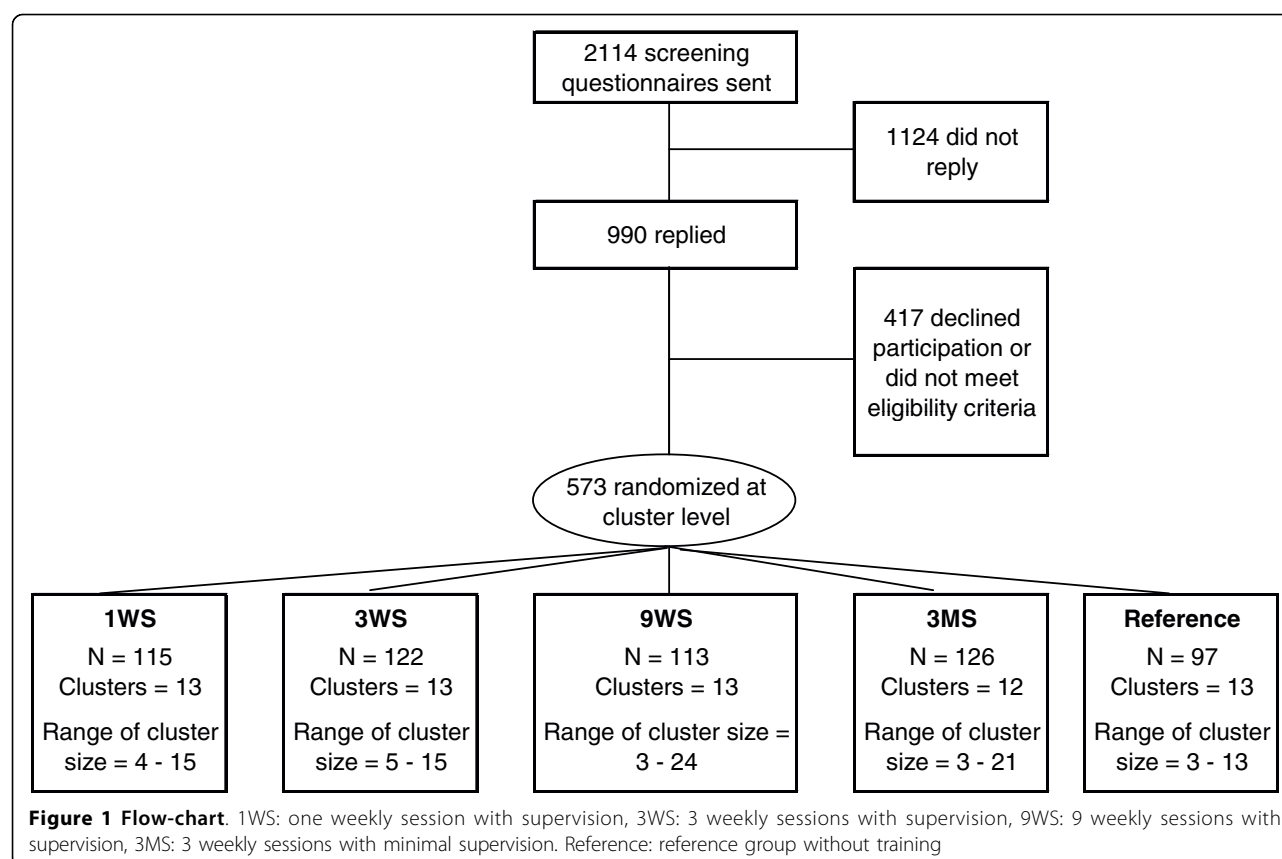 2114 screening
questionnaires sent
1124 did not
reply
990 replied
417 declined
participation or
did not meet
eligibility criteria
573 randomized at
cluster level
1WS
N = 115
Clusters = 13
Range of cluster
size = 4 - 15
3WS
N = 122
Clusters = 13
Range of cluster
size = 5 - 15
9WS
N = 113
Clusters = 13
Range of cluster size =
3 - 24
3MS
N = 126
Clusters = 12
Range of cluster
size = 3 - 21
Reference
N = 97
Clusters = 13
Range of cluster
size = 3 - 13
Figure 1 Flow-chart. 1WS: one weekly session with supervision, 3WS: 3 weekly sessions with supervision, 9WS: 9 weekly sessions with
supervision, 3MS: 3 weekly sessions with minimal supervision. Reference: reference group without training